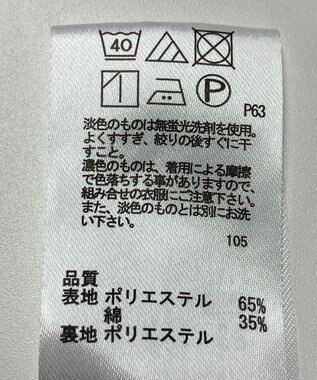 40
P
P63
淡色のものは無蛍光洗剤を使用。
よくすすぎ、絞りの後すぐに干
すこと。
濃色のものは、着用による摩擦
で色落ちする事がありますので、
組み合せの衣服にご注意下さい。
また、淡色のものとは別にお洗
い下さい。
105
品質
表地 ポリエステル 65%
綿 35%
裏地 ポリエステル